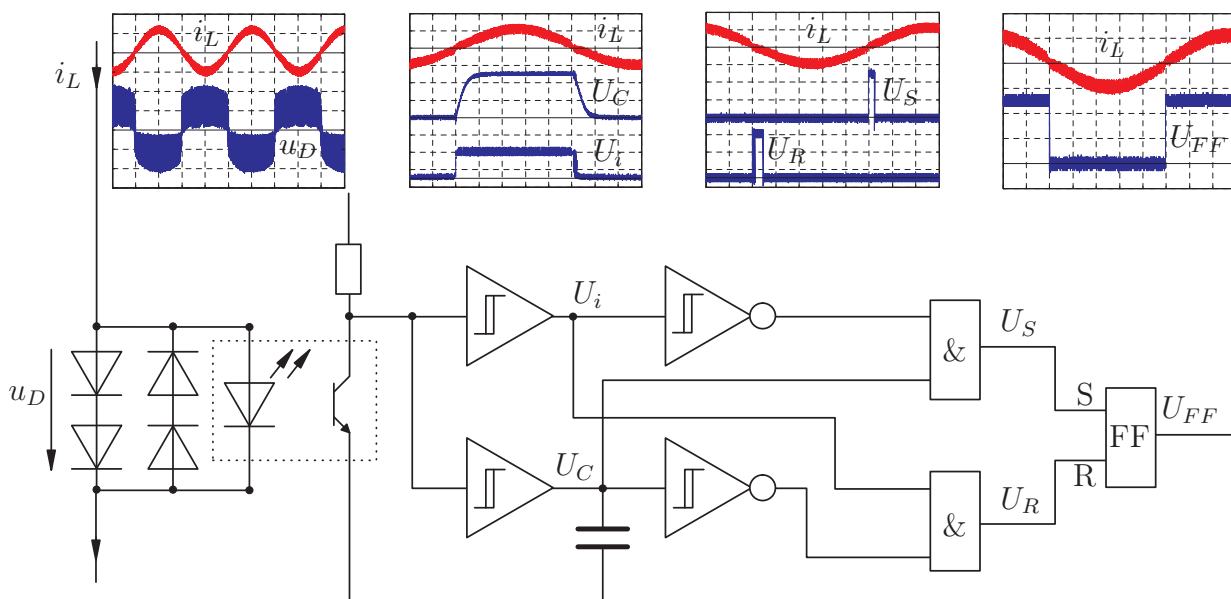 i_L
i_L
i_L
i_L
i_L
U_C
U_S
u_D
U_i
U_R
U_FF
U_i
U_S
&
u_D
S
U_FF
FF
U_C
R
U_R
&